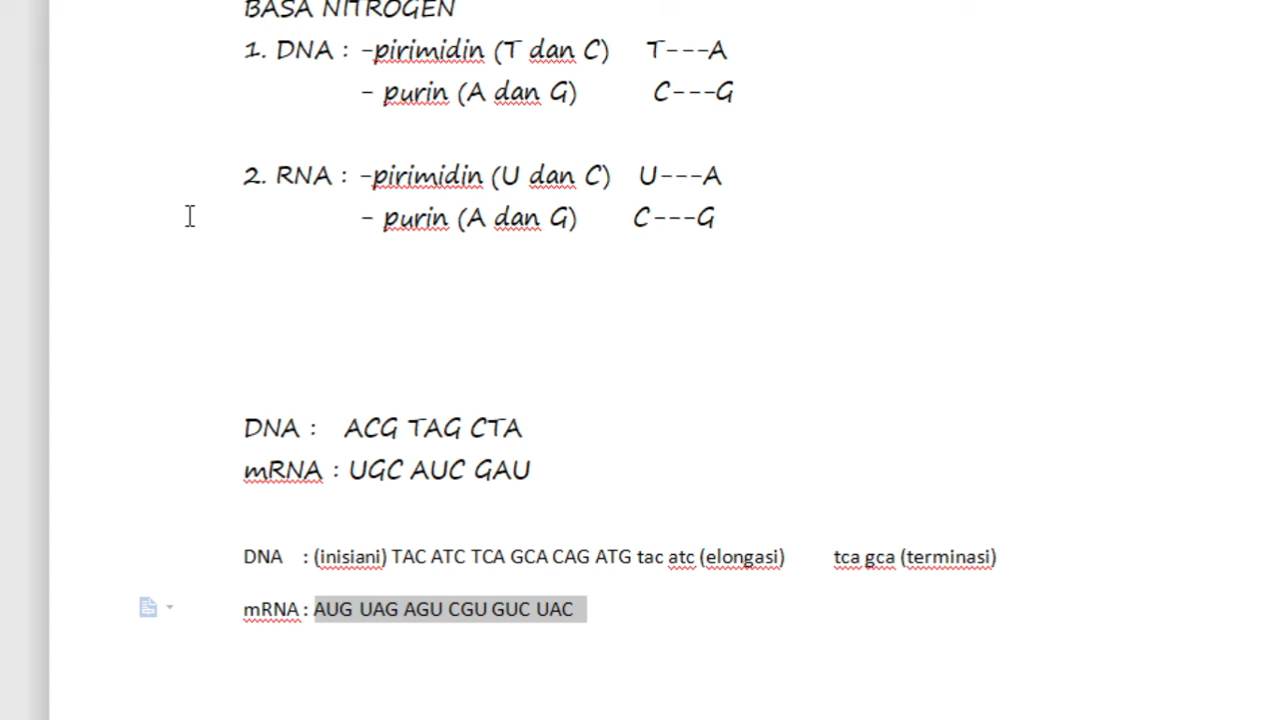 BASA NITROGEN
1. DNA : -pirimidin (T dan C) T---A
- purin (A dan G) C---G
2. RNA : -pirimidin (U dan C) U---A
- purin (A dan G) C---G
DNA : ACG TAG CTA
mRNA : UGC AUC GAU
DNA : (inisiani) TAC ATC TCA GCA CAG ATG tac atc (elongasi) tca gca (terminasi)
mRNA : AUG UAG AGU CGU GUC UAC